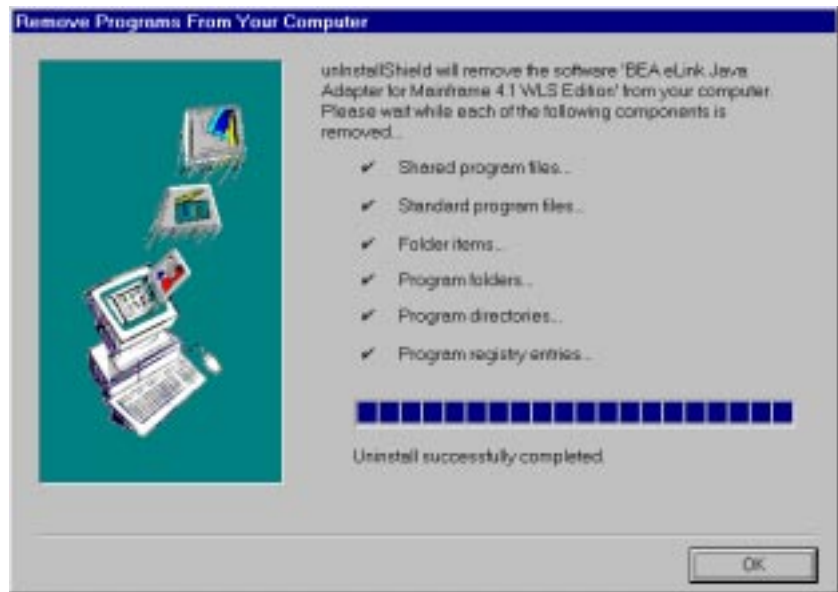 Remove Programs From Your Computer
unInstallShield will remove the software 'BEA eLink Java
Adapter for Mainframe 4.1 WLS Edition' from your computer.
Please wait while each of the following components is
removed...
✔ Shared program files...
✔ Standard program files...
✔ Folder items...
✔ Program folders...
✔ Program directories...
✔ Program registry entries...
Uninstall successfully completed.
OK